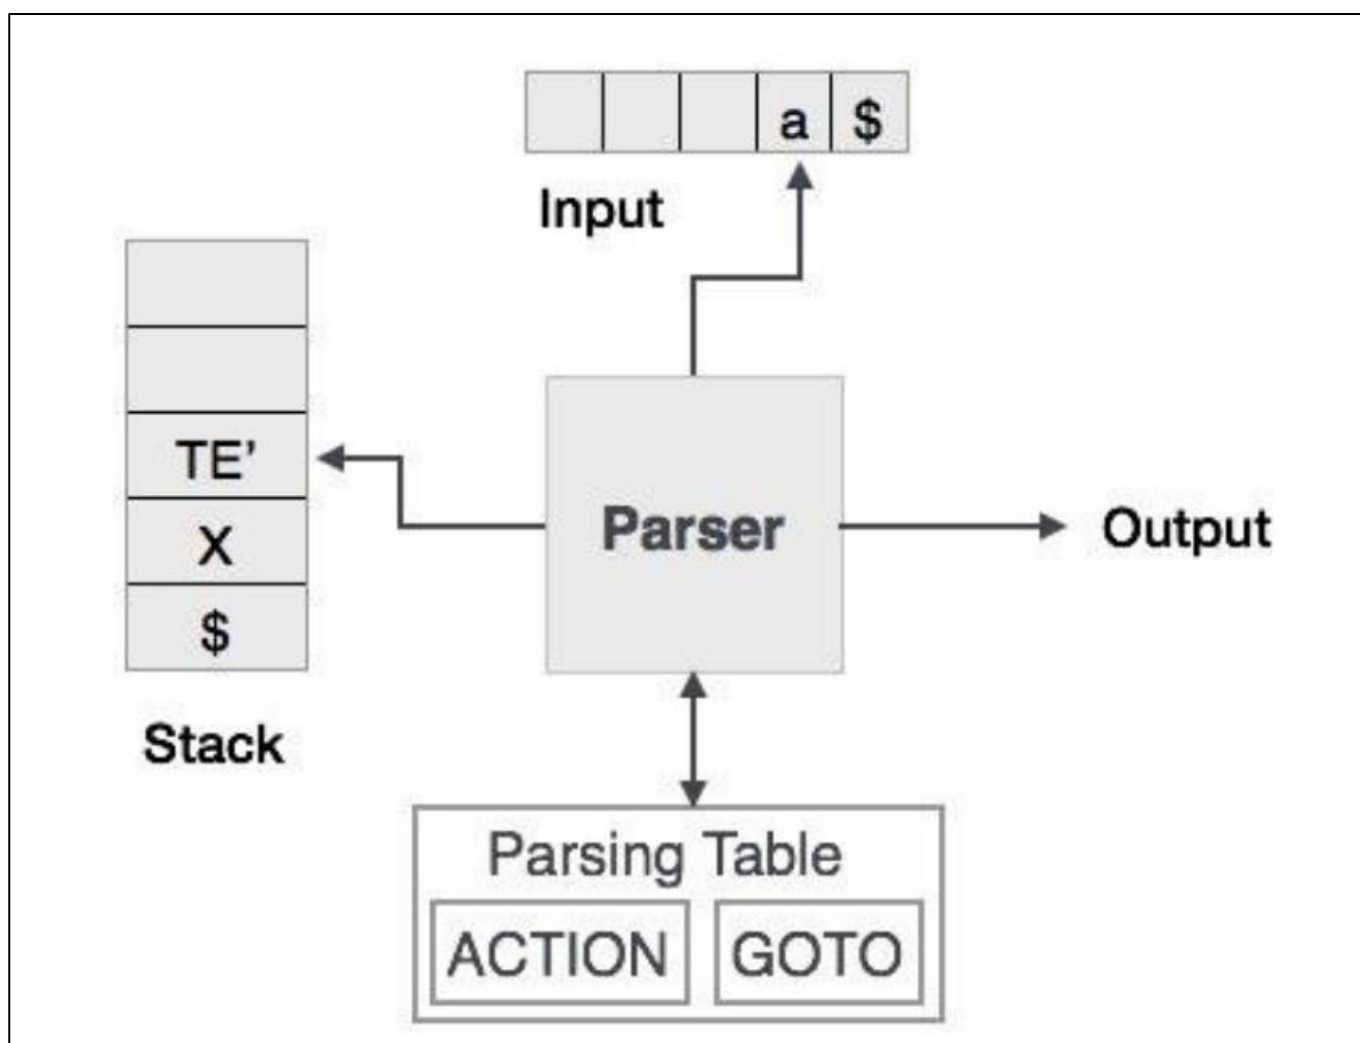 a $
Input
TE’
X
$
Stack
Parser
Output
Parsing Table
ACTION GOTO